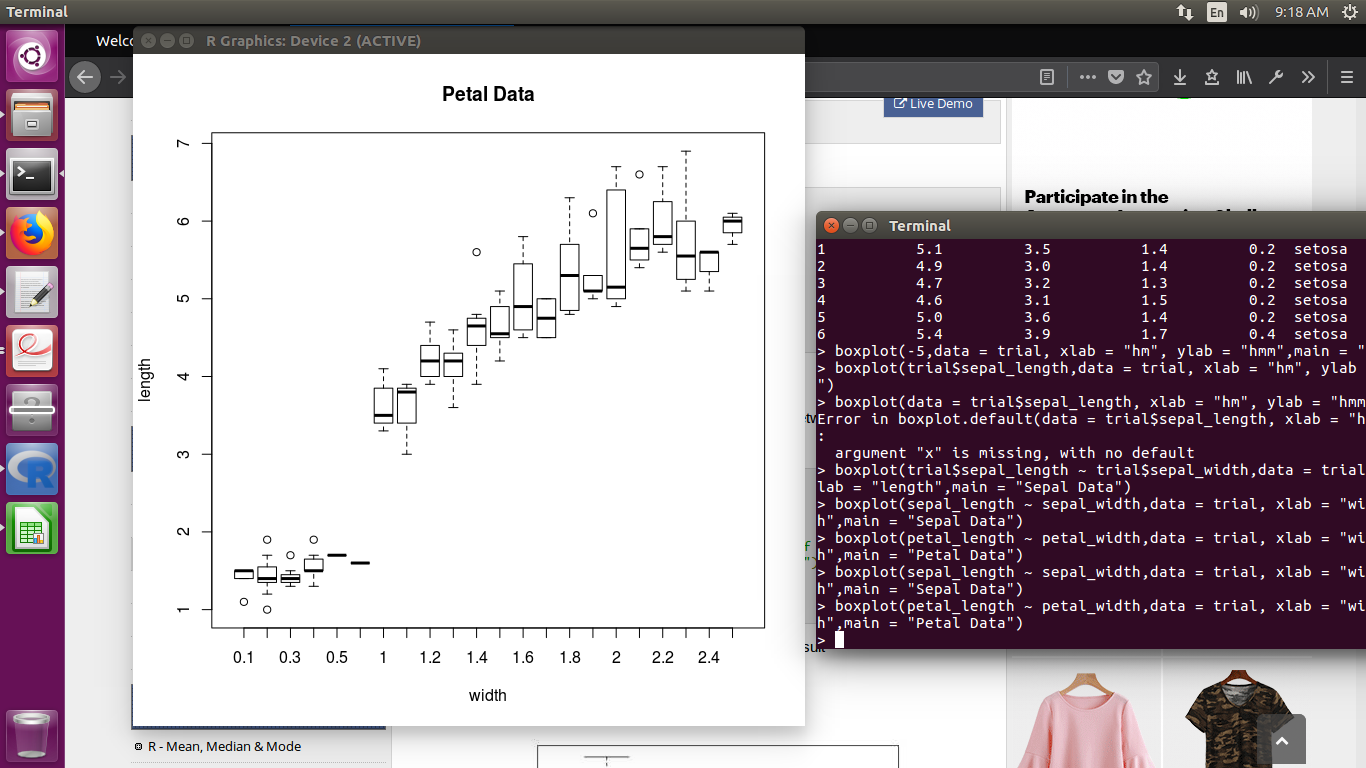 Terminal
En
9:18 AM
R Graphics: Device 2 (ACTIVE)
Live Demo
Petal Data
7
6
5
4
3
2
1
length
0.1 0.3 0.5 1 1.2 1.4 1.6 1.8 2 2.2 2.4
width
R - Mean, Median & Mode
Participate in the
Terminal
1 5.1 3.5 1.4 0.2 setosa
2 4.9 3.0 1.4 0.2 setosa
3 4.7 3.2 1.3 0.2 setosa
4 4.6 3.1 1.5 0.2 setosa
5 5.0 3.6 1.4 0.2 setosa
6 5.4 3.9 1.7 0.4 setosa
> boxplot(-5,data = trial, xlab = "hm", ylab = "hmm",main = "
> boxplot(trial$sepal_length,data = trial, xlab = "hm", ylab
")
> boxplot(data = trial$sepal_length, xlab = "hm", ylab = "hmm
Error in boxplot.default(data = trial$sepal_length, xlab = "h
:
argument "x" is missing, with no default
> boxplot(trial$sepal_length ~ trial$sepal_width,data = trial
lab = "length",main = "Sepal Data")
> boxplot(sepal_length ~ sepal_width,data = trial, xlab = "wi
h",main = "Sepal Data")
> boxplot(petal_length ~ petal_width,data = trial, xlab = "wi
h",main = "Petal Data")
> boxplot(sepal_length ~ sepal_width,data = trial, xlab = "wi
h",main = "Sepal Data")
> boxplot(petal_length ~ petal_width,data = trial, xlab = "wi
h",main = "Petal Data")
>